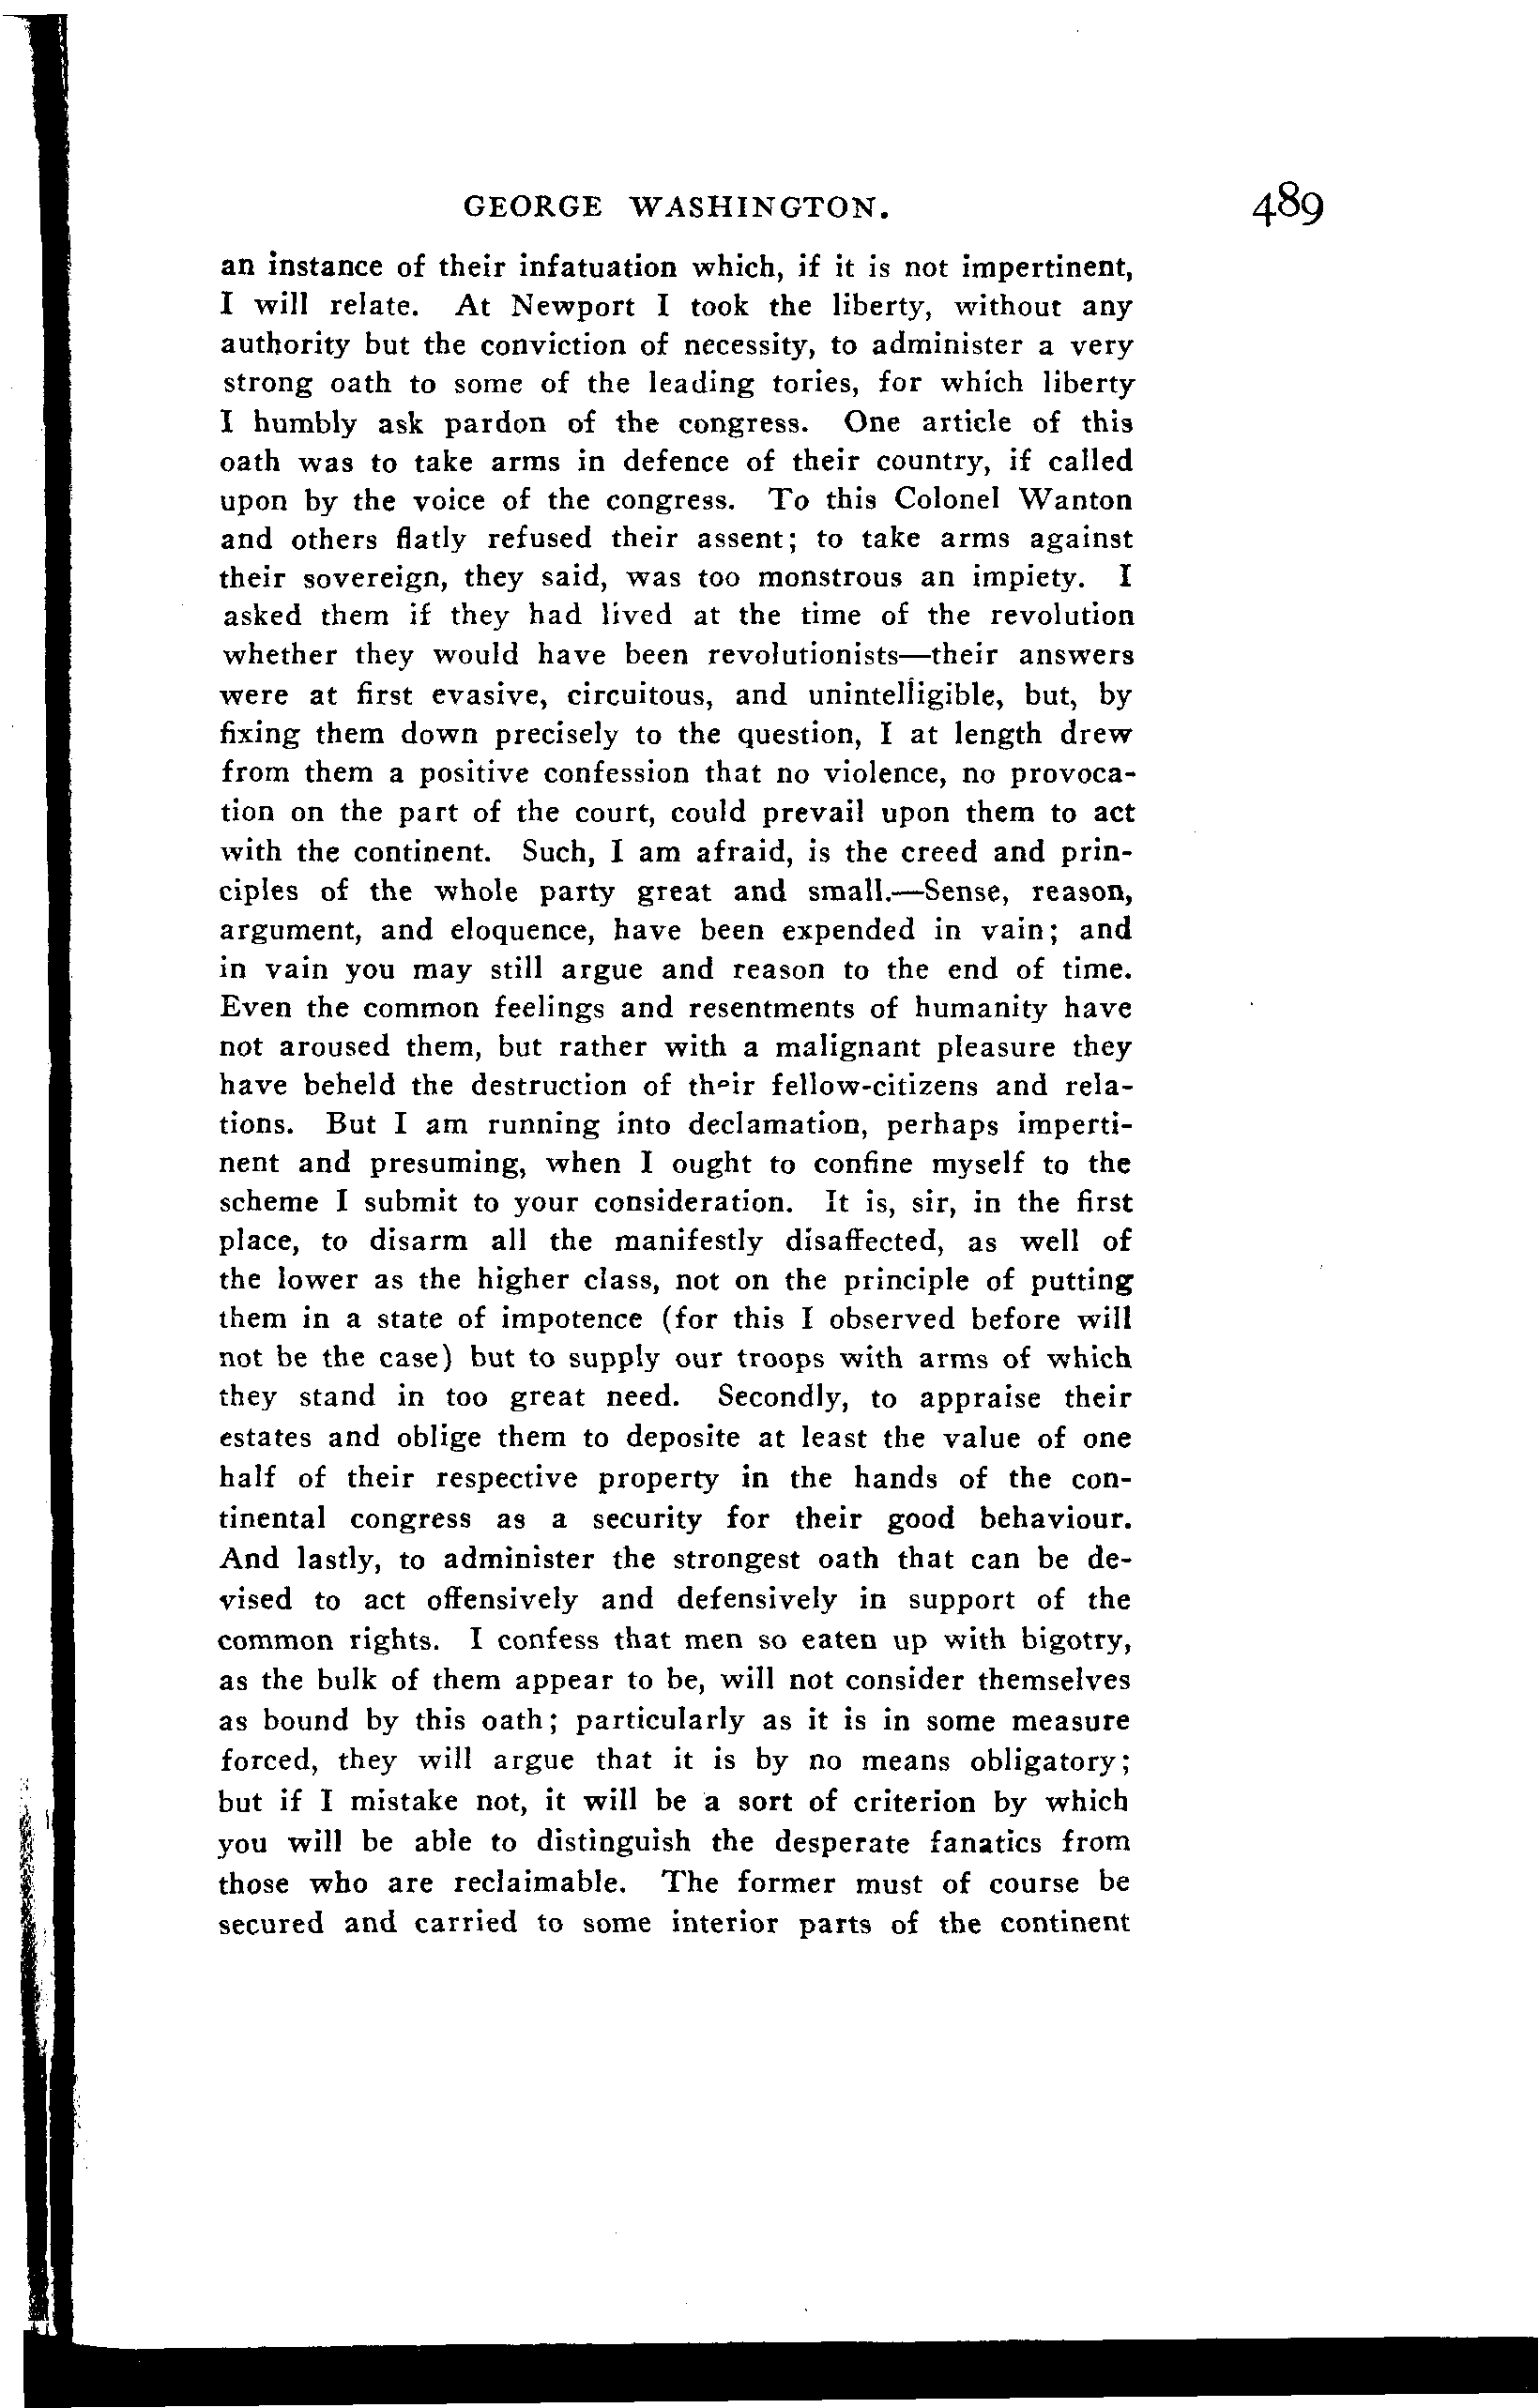 GEORGE WASHINGTON. 489
an instance of their infatuation which, if it is not impertinent,
I will relate. At Newport I took the liberty, without any
authority but the conviction of necessity, to administer a very
strong oath to some of the leading tories, for which liberty
I humbly ask pardon of the congress. One article of this
oath was to take arms in defence of their country, if called
upon by the voice of the congress. To this Colonel Wanton
and others flatly refused their assent; to take arms against
their sovereign, they said, was too monstrous an impiety. I
asked them if they had lived at the time of the revolution
whether they would have been revolutionists—their answers
were at first evasive, circuitous, and unintelligible, but, by
fixing them down precisely to the question, I at length drew
from them a positive confession that no violence, no provoca-
tion on the part of the court, could prevail upon them to act
with the continent. Such, I am afraid, is the creed and prin-
ciples of the whole party great and small.—Sense, reason,
argument, and eloquence, have been expended in vain; and
in vain you may still argue and reason to the end of time.
Even the common feelings and resentments of humanity have
not aroused them, but rather with a malignant pleasure they
have beheld the destruction of their fellow-citizens and rela-
tions. But I am running into declamation, perhaps imperti-
nent and presuming, when I ought to confine myself to the
scheme I submit to your consideration. It is, sir, in the first
place, to disarm all the manifestly disaffected, as well of
the lower as the higher class, not on the principle of putting
them in a state of impotence (for this I observed before will
not be the case) but to supply our troops with arms of which
they stand in too great need. Secondly, to appraise their
estates and oblige them to deposite at least the value of one
half of their respective property in the hands of the con-
tinental congress as a security for their good behaviour.
And lastly, to administer the strongest oath that can be de-
vised to act offensively and defensively in support of the
common rights. I confess that men so eaten up with bigotry,
as the bulk of them appear to be, will not consider themselves
as bound by this oath; particularly as it is in some measure
forced, they will argue that it is by no means obligatory;
but if I mistake not, it will be a sort of criterion by which
you will be able to distinguish the desperate fanatics from
those who are reclaimable. The former must of course be
secured and carried to some interior parts of the continent